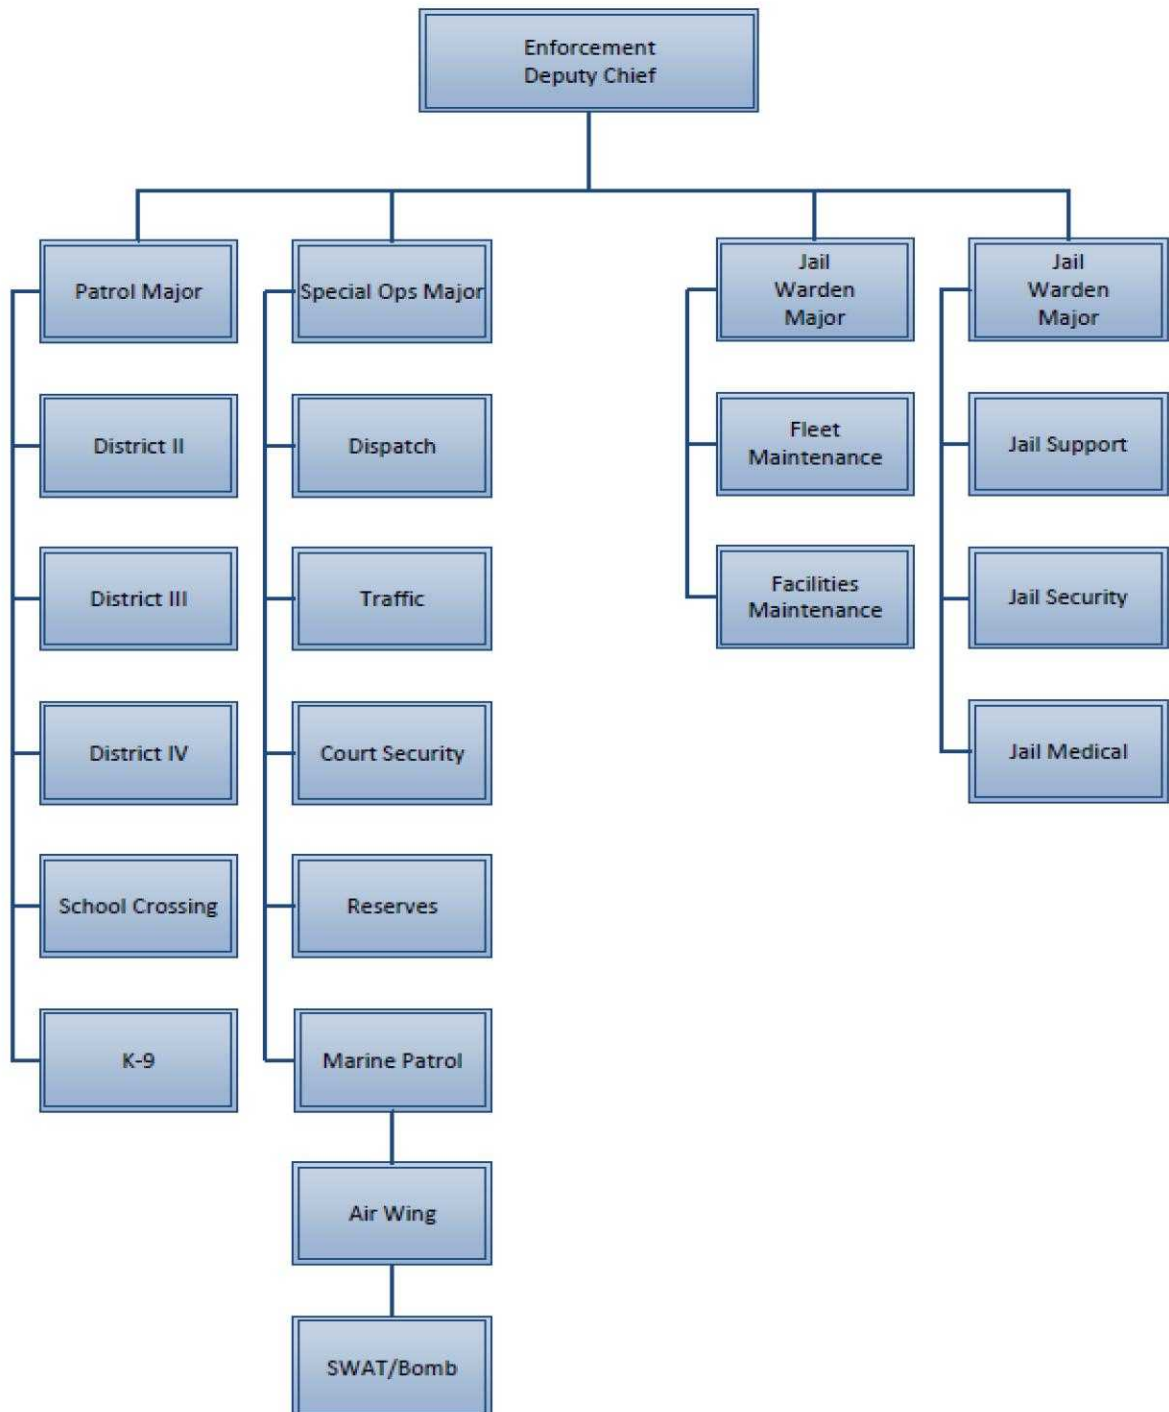 Enforcement
Deputy Chief
Patrol Major
District II
District III
District IV
School Crossing
K-9
Special Ops Major
Dispatch
Traffic
Court Security
Reserves
Marine Patrol
Air Wing
SWAT/Bomb
Jail
Warden
Major
Fleet
Maintenance
Facilities
Maintenance
Jail
Warden
Major
Jail Support
Jail Security
Jail Medical